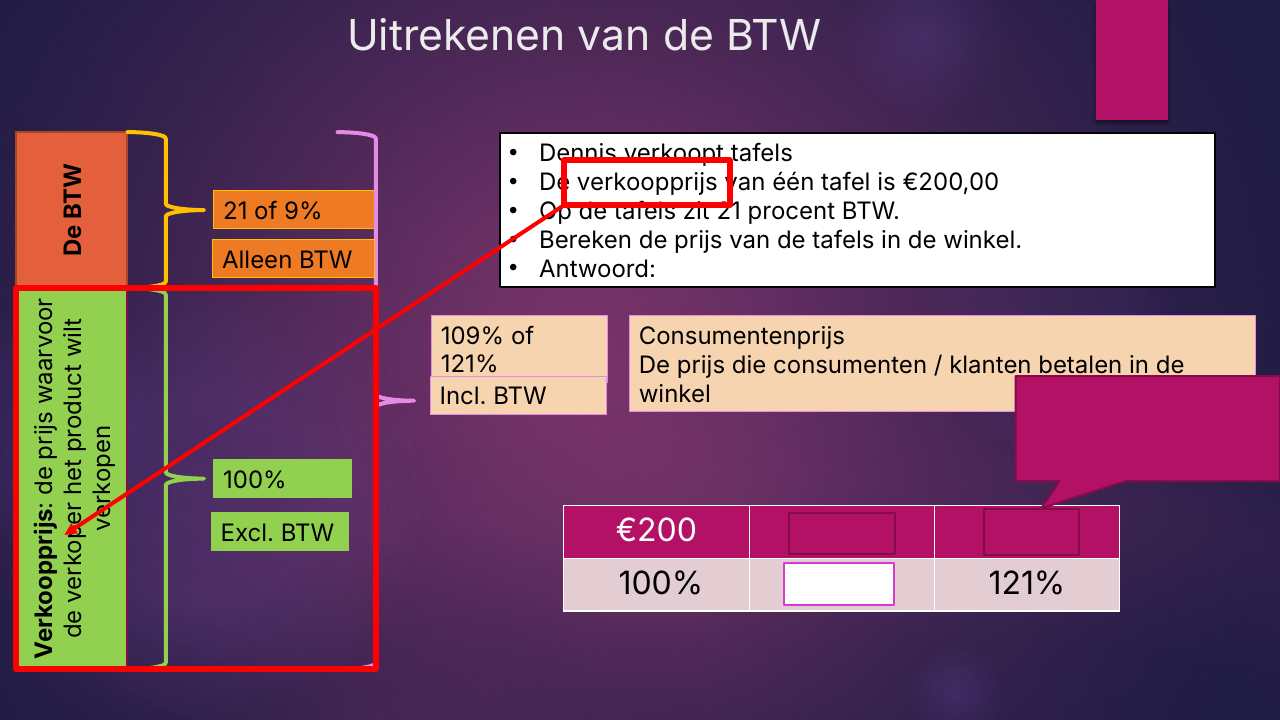 Uitrekenen van de BTW
De BTW
21 of 9%
Alleen BTW
• Dennis verkoopt tafels
• De verkoopprijs van één tafel is €200,00
• Op de tafels zit 21 procent BTW.
• Bereken de prijs van de tafels in de winkel.
• Antwoord:
109% of
121%
Incl. BTW
Consumentenprijs
De prijs die consumenten / klanten betalen in de
winkel
Verkoopprijs: de prijs waarvoor
de verkoper het product wilt
verkopen
100%
Excl. BTW
€200
100%
121%